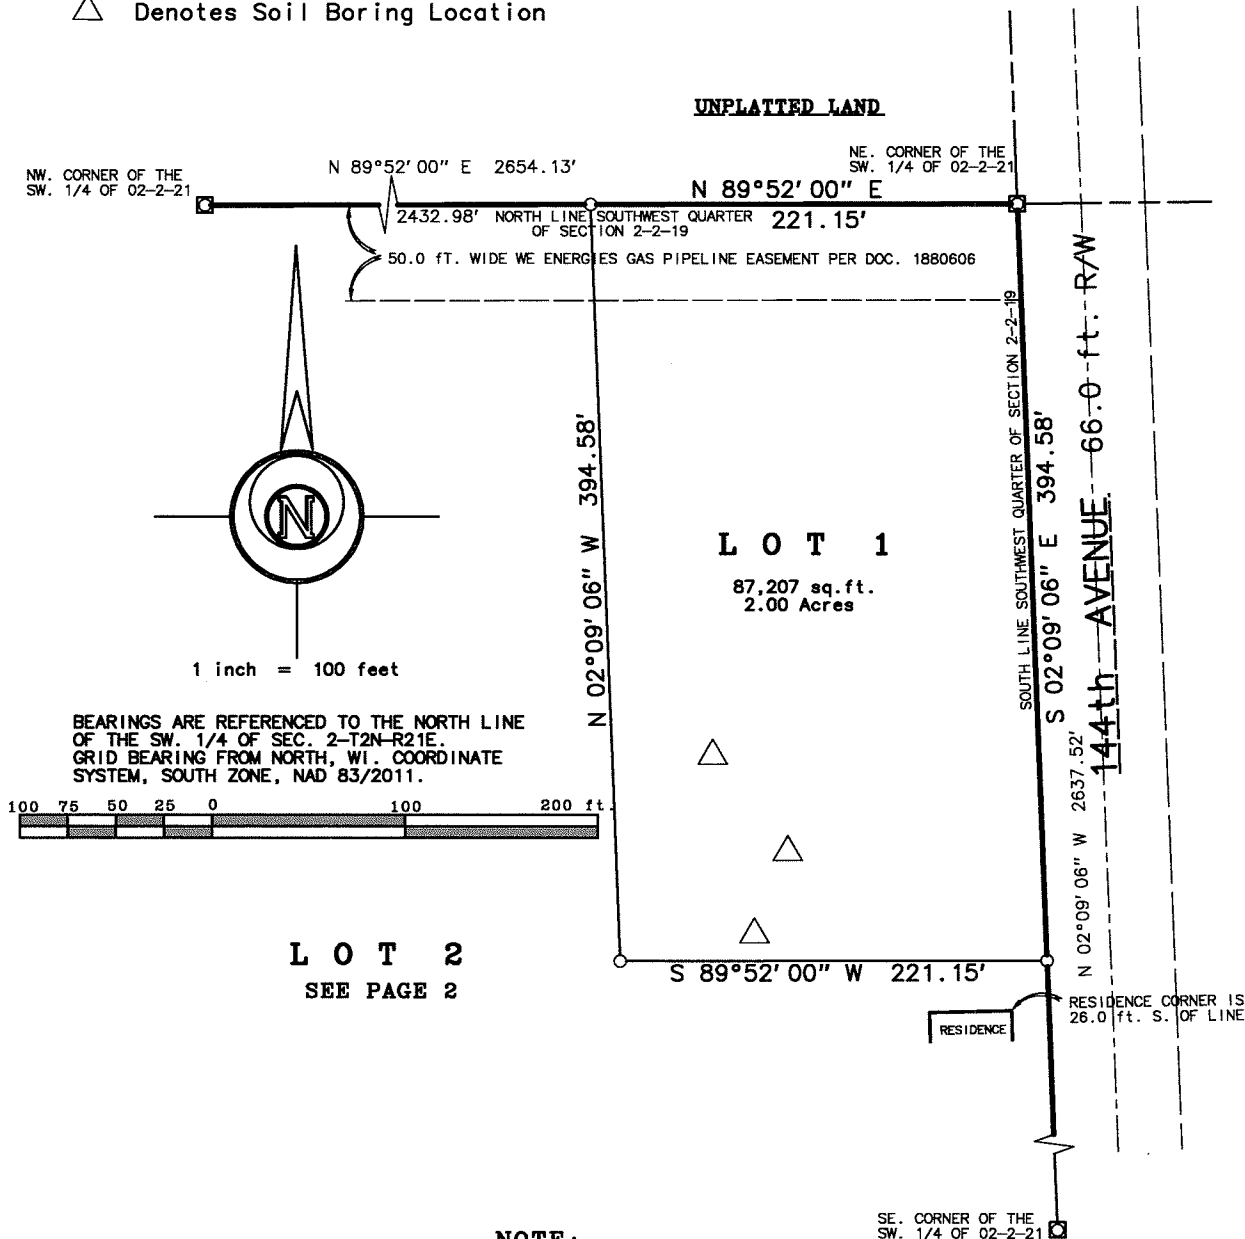 Denotes Soil Boring Location
UNPLATTED LAND
NW. CORNER OF THE
SW. 1/4 OF 02-2-21
N 89°52'00" E 2654.13'
NE. CORNER OF THE
SW. 1/4 OF 02-2-21
N 89°52'00" E
221.15'
2432.98' NORTH LINE SOUTHWEST QUARTER
OF SECTION 2-2-19
50.0 fT. WIDE WE ENERGIES GAS PIPELINE EASEMENT PER DOC. 1880606
N
1 inch = 100 feet
BEARINGS ARE REFERENCED TO THE NORTH LINE
OF THE SW. 1/4 OF SEC. 2-T2N-R21E.
GRID BEARING FROM NORTH, WI. COORDINATE
SYSTEM, SOUTH ZONE, NAD 83/2011.
100 75 50 25 0 100 200 ft.
N 02°09'06" W 394.58'
LOT 1
87,207 sq.ft.
2.00 Acres
SOUTH LINE SOUTHWEST QUARTER OF SECTION 2-2-19
S 02°09'06" E 394.58'
144th AVENUE 66.0 ft. R/W
N 02°09'06" W 2637.52'
LOT 2
SEE PAGE 2
S 89°52'00" W 221.15'
RESIDENCE CORNER IS
26.0 ft. S. OF LINE
RESIDENCE
SE. CORNER OF THE
SW. 1/4 OF 02-2-21
NOTE: